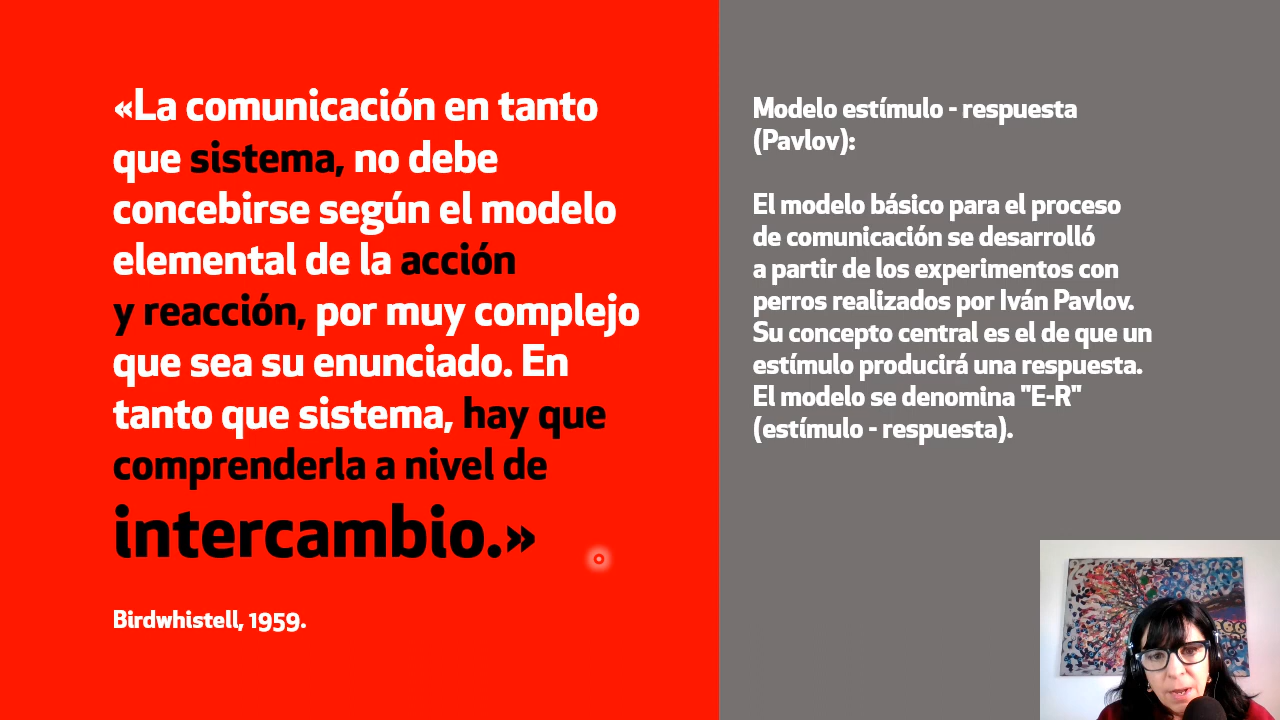 «La comunicación en tanto
que sistema, no debe
concebirse según el modelo
elemental de la acción
y reacción, por muy complejo
que sea su enunciado. En
tanto que sistema, hay que
comprenderla a nivel de
intercambio.»
Birdwhistell, 1959.
Modelo estímulo - respuesta
(Pavlov):
El modelo básico para el proceso
de comunicación se desarrolló
a partir de los experimentos con
perros realizados por Iván Pavlov.
Su concepto central es el de que un
estímulo producirá una respuesta.
El modelo se denomina "E-R"
(estímulo - respuesta).